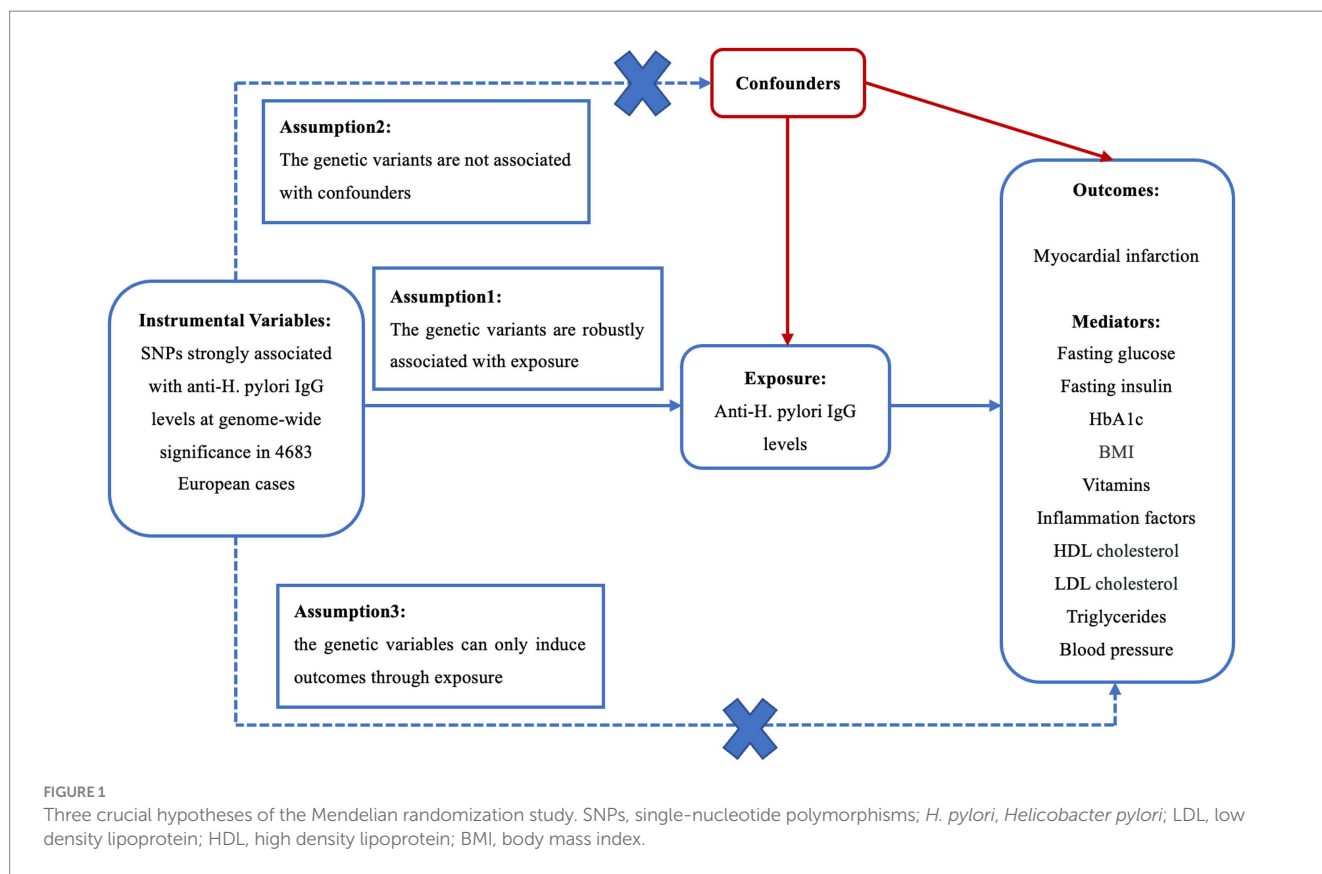 Confounders
Assumption2:
The genetic variants are not associated
with confounders
Outcomes:
Myocardial infarction
Mediators:
Fasting glucose
Fasting insulin
HbA1c
BMI
Vitamins
Inflammation factors
HDL cholesterol
LDL cholesterol
Triglycerides
Blood pressure
Assumption1:
The genetic variants are robustly
associated with exposure
Instrumental Variables:
SNPs strongly associated
with anti-H. pylori IgG
levels at genome-wide
significance in 4683
European cases
Exposure:
Anti-H. pylori IgG
levels
Assumption3:
the genetic variables can only induce
outcomes through exposure
FIGURE 1
Three crucial hypotheses of the Mendelian randomization study. SNPs, single-nucleotide polymorphisms; H. pylori, Helicobacter pylori; LDL, low
density lipoprotein; HDL, high density lipoprotein; BMI, body mass index.